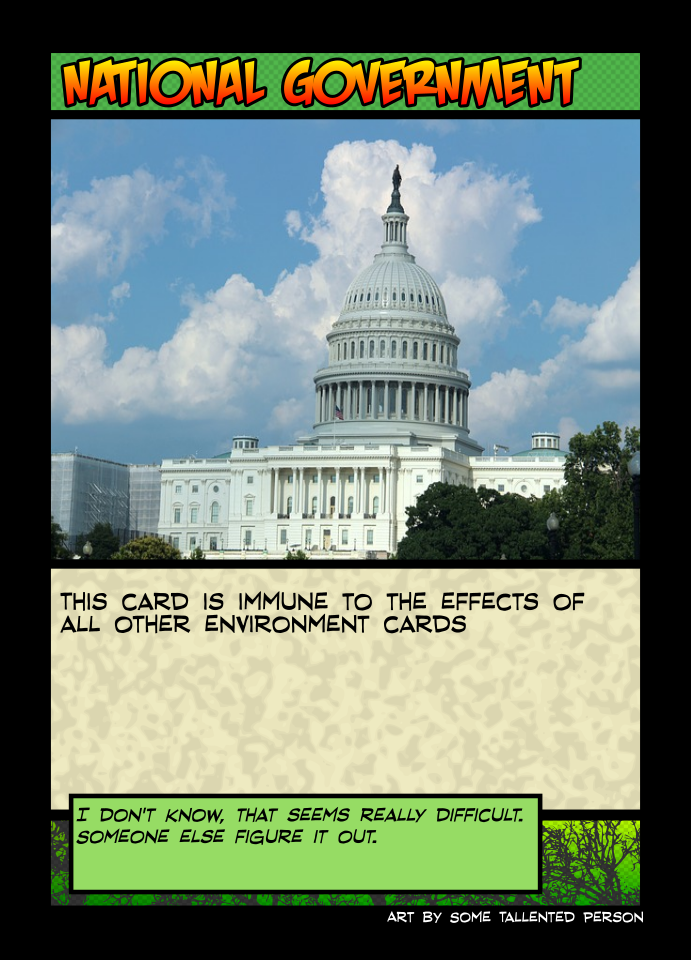 NATIONAL GOVERNMENT
THIS CARD IS IMMUNE TO THE EFFECTS OF
ALL OTHER ENVIRONMENT CARDS
I DON'T KNOW, THAT SEEMS REALLY DIFFICULT.
SOMEONE ELSE FIGURE IT OUT.
ART BY SOME TALLENTED PERSON